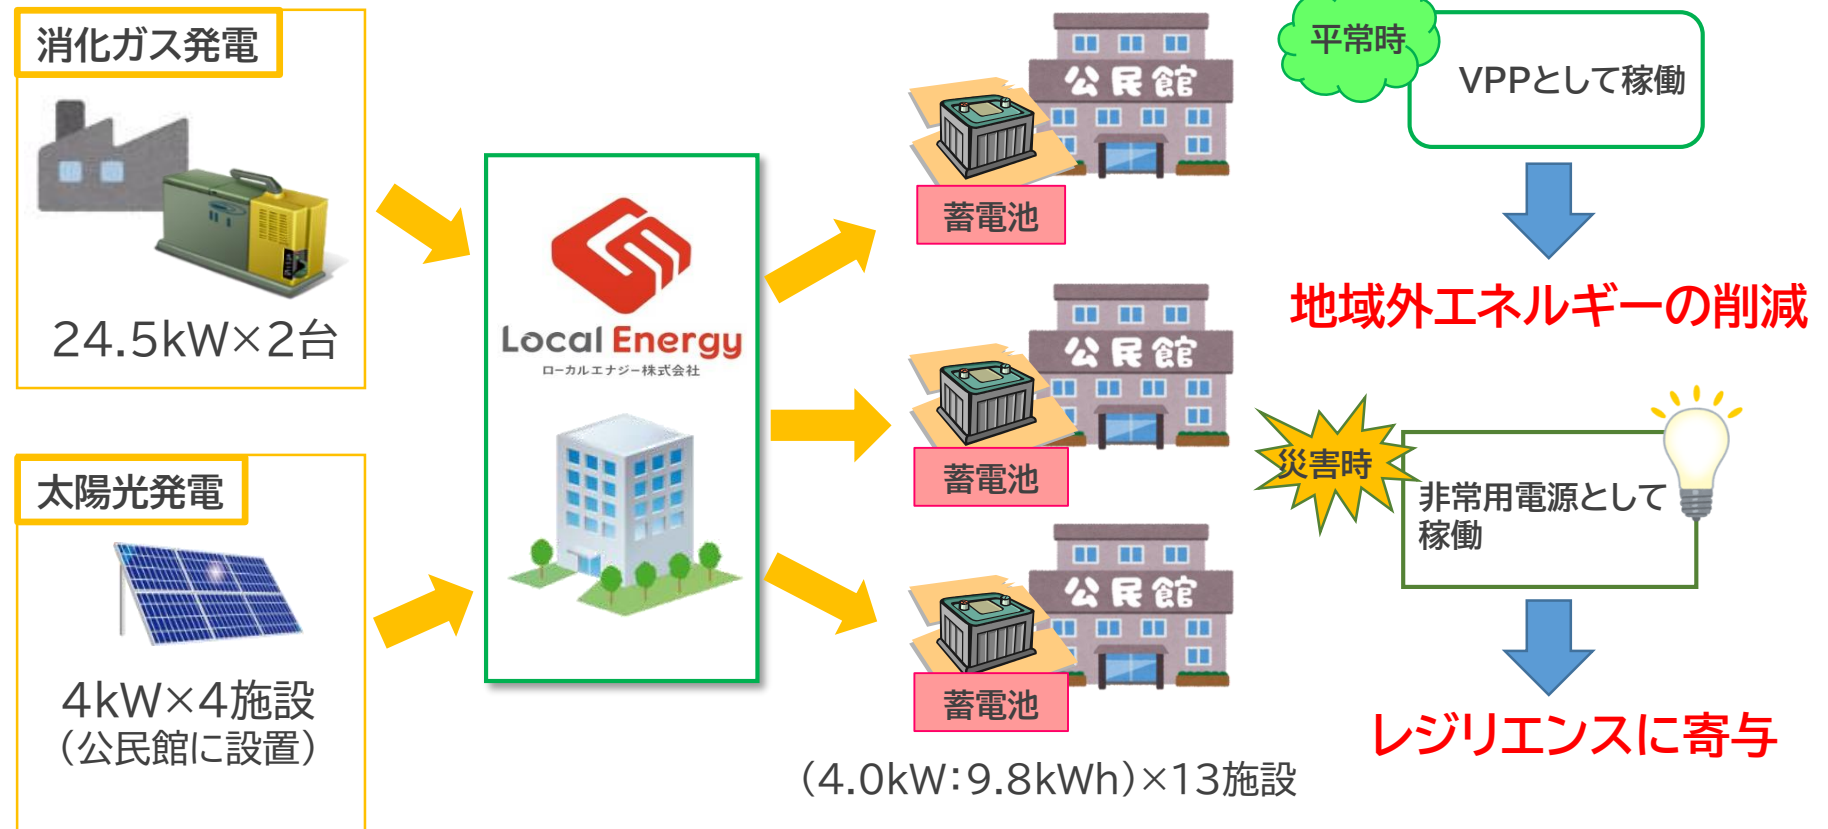 消化ガス発電
24.5kW×2台
太陽光発電
4kW×4施設
（公民館に設置）
Local Energy
ローカルエナジー株式会社
公民館
蓄電池
公民館
蓄電池
公民館
蓄電池
（4.0kW：9.8kWh）×13施設
平常時
VPPとして稼働
地域外エネルギーの削減
災害時
非常用電源として
稼働
レジリエンスに寄与